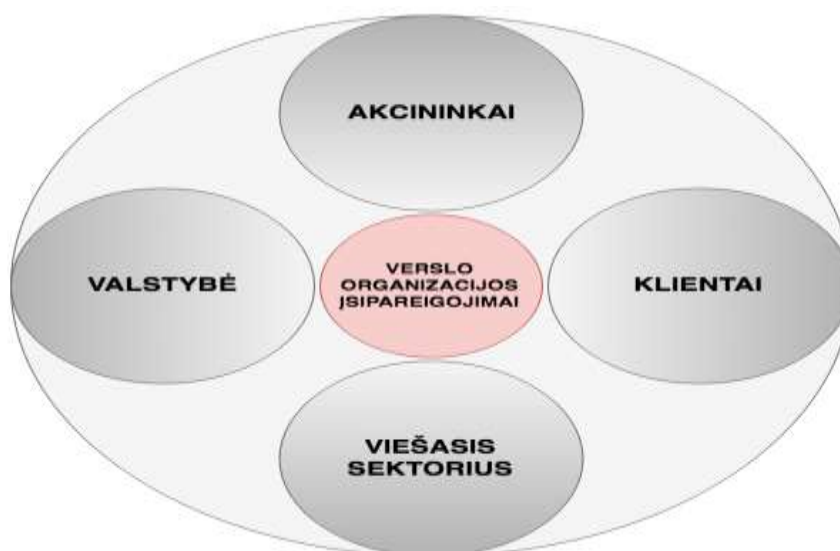 AKCININKAI
VALSTYBĖ
VERSLO
ORGANIZACIJOS
ĮSIPAREIGOJIMAI
KLIENTAI
VIEŠASIS
SEKTORIUS